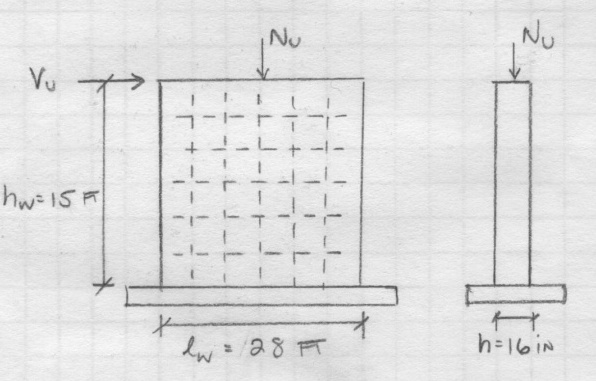 Nu
Nu
Vu
hw=15 FT
lw = 28 FT
h=16 IN